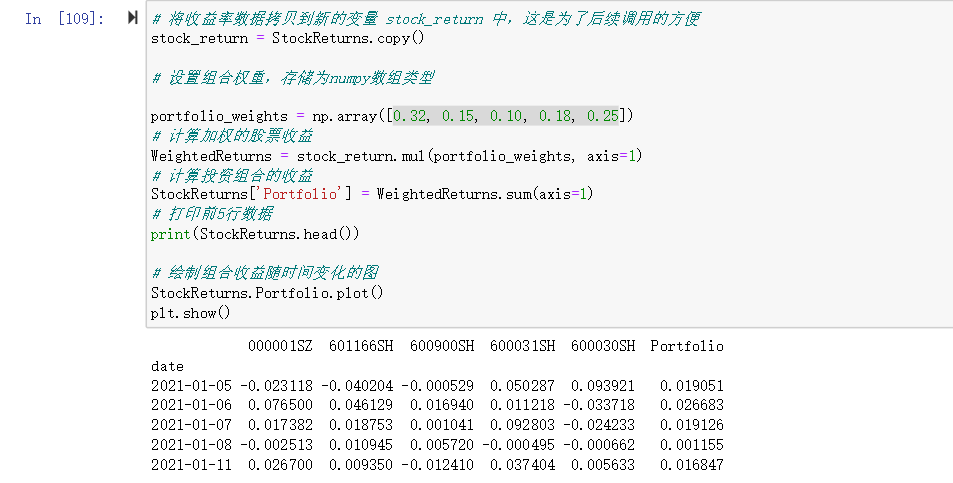 In [109]:
# 将收益率数据拷贝到新的变量 stock_return 中，这是为了后续调用的方便
stock_return = StockReturns.copy()
# 设置组合权重，存储为numpy数组类型
portfolio_weights = np.array([0.32, 0.15, 0.10, 0.18, 0.25])
# 计算加权的股票收益
WeightedReturns = stock_return.mul(portfolio_weights, axis=1)
# 计算投资组合的收益
StockReturns['Portfolio'] = WeightedReturns.sum(axis=1)
# 打印前5行数据
print(StockReturns.head())
# 绘制组合收益随时间变化的图
StockReturns.Portfolio.plot()
plt.show()
000001SZ 601166SH 600900SH 600031SH 600030SH Portfolio
date
2021-01-05 -0.023118 -0.040204 -0.000529 0.050287 0.093921 0.019051
2021-01-06 0.076500 0.046129 0.016940 0.011218 -0.033718 0.026683
2021-01-07 0.017382 0.018753 0.001041 0.092803 -0.024233 0.019126
2021-01-08 -0.002513 0.010945 0.005720 -0.000495 -0.000662 0.001155
2021-01-11 0.026700 0.009350 -0.012410 0.037404 0.005633 0.016847